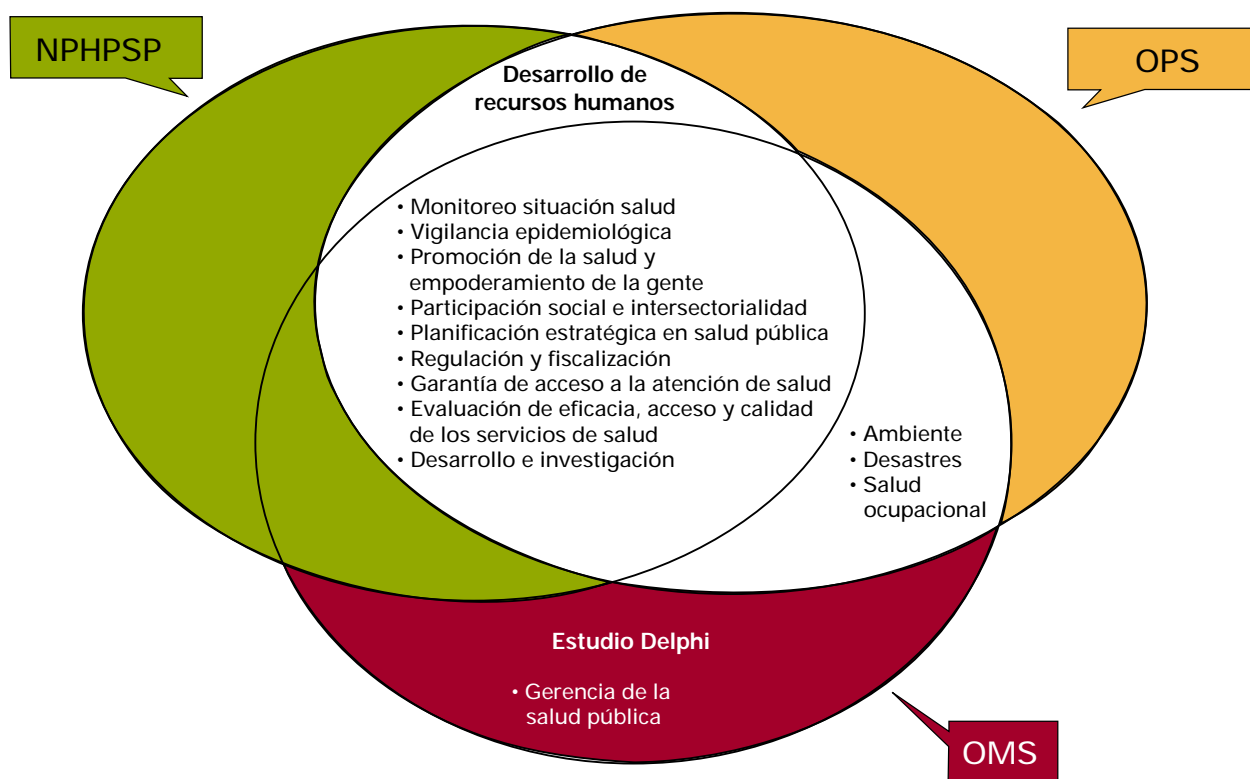 NPHPSP
OPS
Desarrollo de
recursos humanos
• Monitoreo situación salud
• Vigilancia epidemiológica
• Promoción de la salud y
empoderamiento de la gente
• Participación social e intersectorialidad
• Planificación estratégica en salud pública
• Regulación y fiscalización
• Garantía de acceso a la atención de salud
• Evaluación de eficacia, acceso y calidad
de los servicios de salud
• Desarrollo e investigación
• Ambiente
• Desastres
• Salud
ocupacional
Estudio Delphi
• Gerencia de la
salud pública
OMS